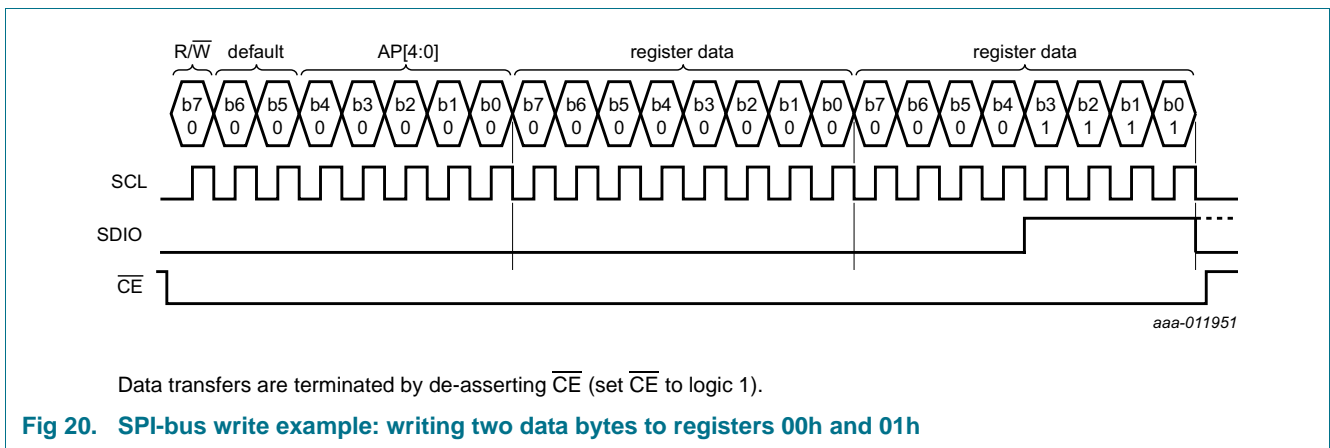 R/W̅ default AP[4:0] register data register data
b7 b6 b5 b4 b3 b2 b1 b0 b7 b6 b5 b4 b3 b2 b1 b0 b7 b6 b5 b4 b3 b2 b1 b0
0 0 0 0 0 0 0 0 0 0 0 0 0 0 0 0 0 0 0 0 1 1 1 1
SCL
SDIO
C̅E̅
aaa-011951
Data transfers are terminated by de-asserting C̅E̅ (set C̅E̅ to logic 1).
Fig 20. SPI-bus write example: writing two data bytes to registers 00h and 01h